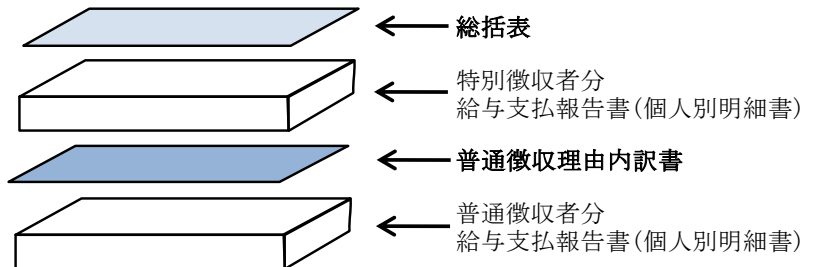 総括表
特別徴収者分
給与支払報告書(個人別明細書)
普通徴収理由内訳書
普通徴収者分
給与支払報告書(個人別明細書)